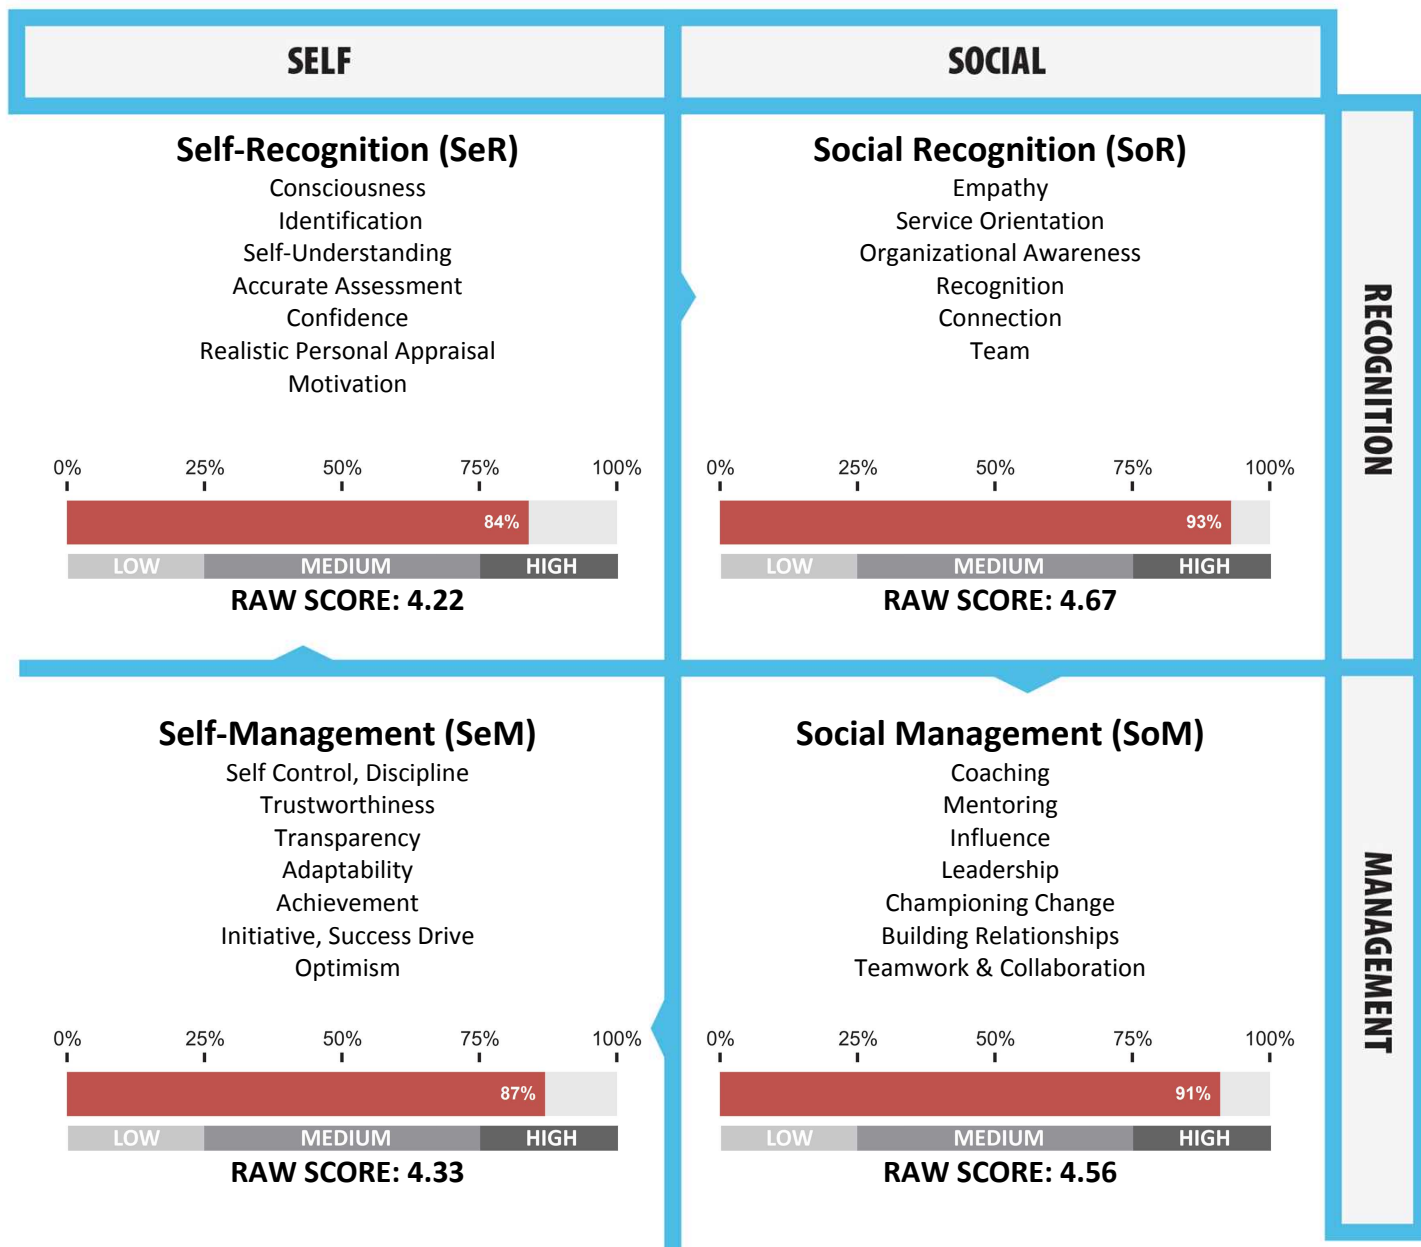 SELF
SOCIAL
Self-Recognition (SeR)
Consciousness
Identification
Self-Understanding
Accurate Assessment
Confidence
Realistic Personal Appraisal
Motivation
0% 25% 50% 75% 100%
84%
LOW MEDIUM HIGH
RAW SCORE: 4.22
Social Recognition (SoR)
Empathy
Service Orientation
Organizational Awareness
Recognition
Connection
Team
0% 25% 50% 75% 100%
93%
LOW MEDIUM HIGH
RAW SCORE: 4.67
RECOGNITION
Self-Management (SeM)
Self Control, Discipline
Trustworthiness
Transparency
Adaptability
Achievement
Initiative, Success Drive
Optimism
0% 25% 50% 75% 100%
87%
LOW MEDIUM HIGH
RAW SCORE: 4.33
Social Management (SoM)
Coaching
Mentoring
Influence
Leadership
Championing Change
Building Relationships
Teamwork & Collaboration
0% 25% 50% 75% 100%
91%
LOW MEDIUM HIGH
RAW SCORE: 4.56
MANAGEMENT